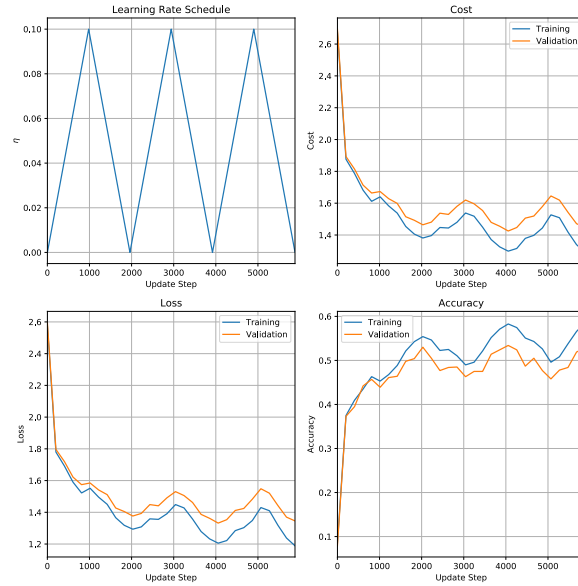 Learning Rate Schedule
0,10
0,08
0,06
0,04
0,02
0,00
η
0 1000 2000 3000 4000 5000
Update Step
Cost
Training
Validation
2,6
2,4
2,2
2,0
1,8
1,6
1,4
Cost
0 1000 2000 3000 4000 5000
Update Step
Loss
Training
Validation
2,6
2,4
2,2
2,0
1,8
1,6
1,4
1,2
Loss
0 1000 2000 3000 4000 5000
Update Step
Accuracy
Training
Validation
0,6
0,5
0,4
0,3
0,2
0,1
Accuracy
0 1000 2000 3000 4000 5000
Update Step